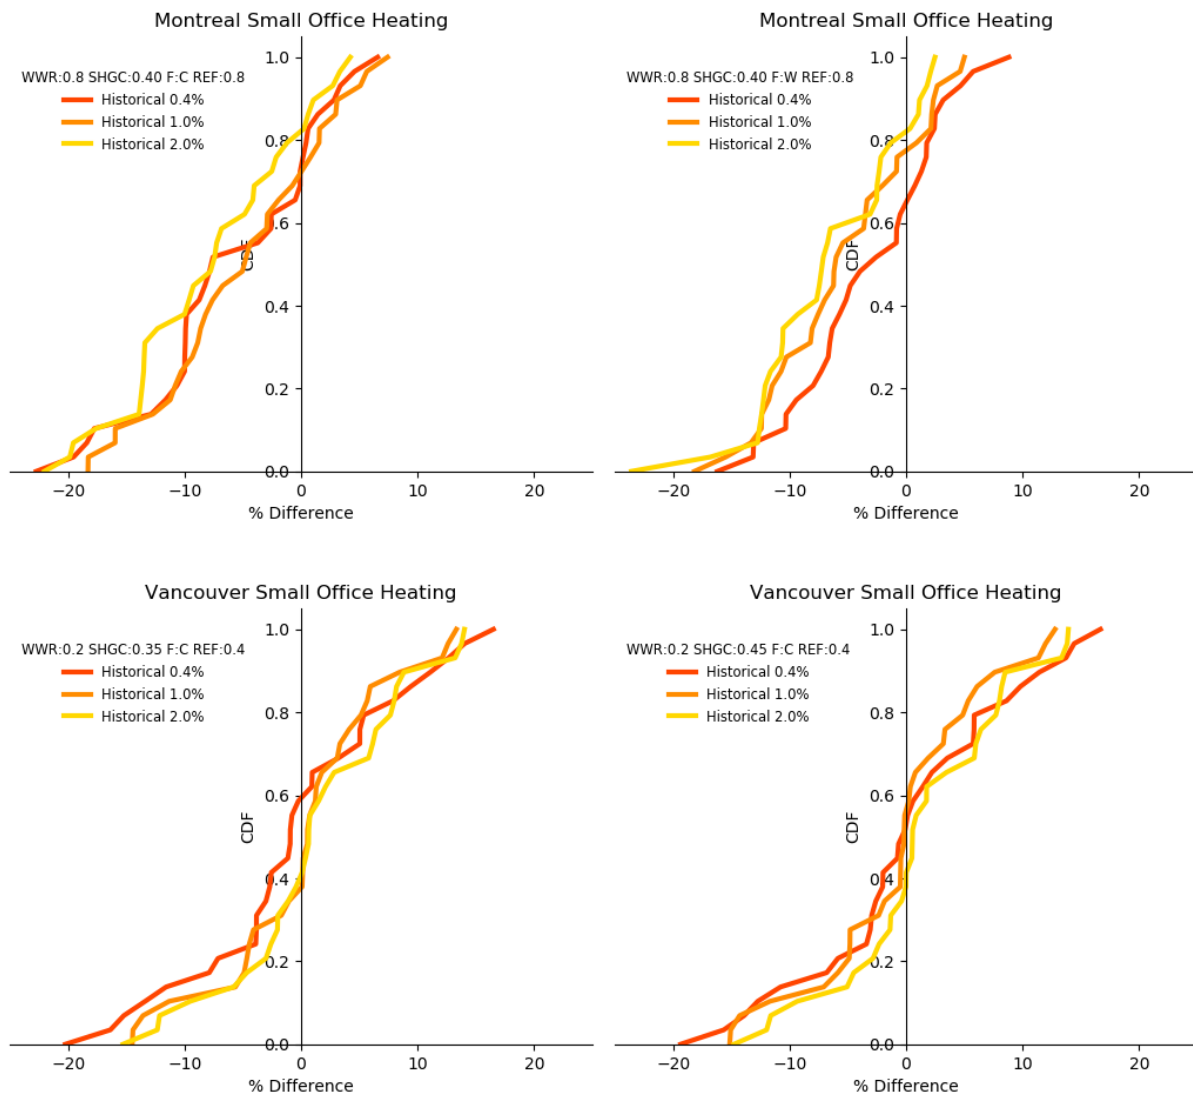 Montreal Small Office Heating
WWR:0.8 SHGC:0.40 F:C REF:0.8
Historical 0.4%
Historical 1.0%
Historical 2.0%
CDF
1.0
0.8
0.6
0.4
0.2
0.0
−20 −10 0 10 20
% Difference
Montreal Small Office Heating
WWR:0.8 SHGC:0.40 F:W REF:0.8
Historical 0.4%
Historical 1.0%
Historical 2.0%
CDF
1.0
0.8
0.6
0.4
0.2
0.0
−20 −10 0 10 20
% Difference
Vancouver Small Office Heating
WWR:0.2 SHGC:0.35 F:C REF:0.4
Historical 0.4%
Historical 1.0%
Historical 2.0%
CDF
1.0
0.8
0.6
0.4
0.2
0.0
−20 −10 0 10 20
% Difference
Vancouver Small Office Heating
WWR:0.2 SHGC:0.45 F:C REF:0.4
Historical 0.4%
Historical 1.0%
Historical 2.0%
CDF
1.0
0.8
0.6
0.4
0.2
0.0
−20 −10 0 10 20
% Difference